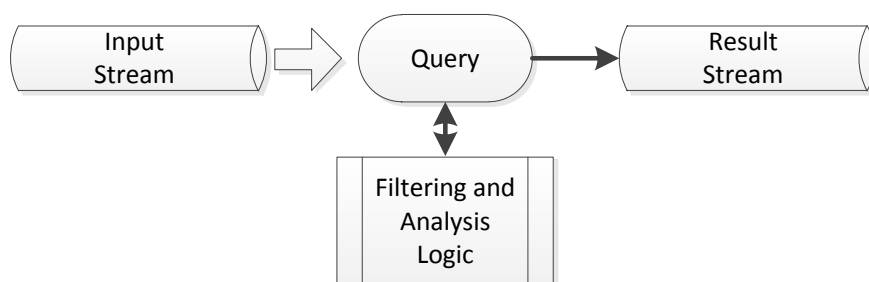 Input
Stream
Query
Result
Stream
Filtering and
Analysis
Logic